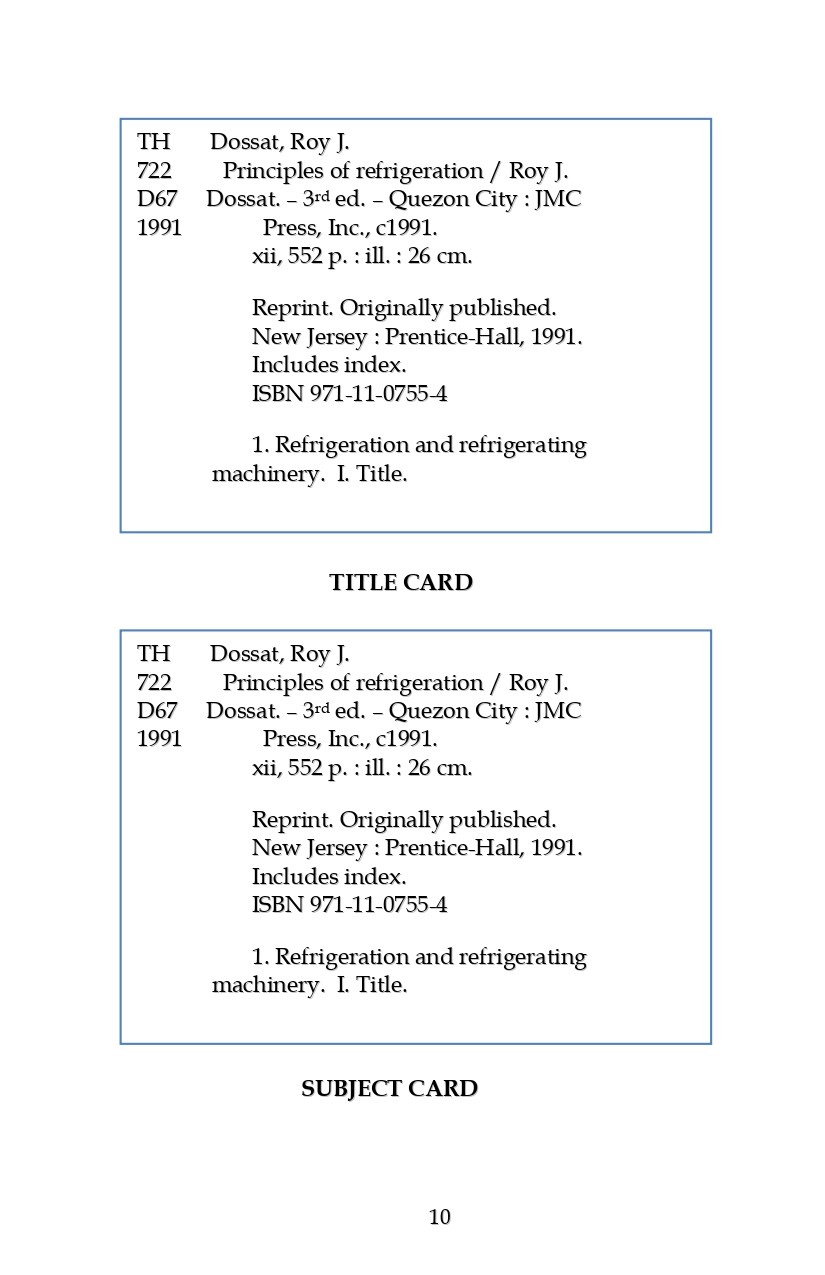 TH Dossat, Roy J.
722 Principles of refrigeration / Roy J.
D67 Dossat. – 3rd ed. – Quezon City : JMC
1991 Press, Inc., c1991.
xii, 552 p. : ill. : 26 cm.
Reprint. Originally published.
New Jersey : Prentice-Hall, 1991.
Includes index.
ISBN 971-11-0755-4
1. Refrigeration and refrigerating
machinery. I. Title.
TITLE CARD
TH Dossat, Roy J.
722 Principles of refrigeration / Roy J.
D67 Dossat. – 3rd ed. – Quezon City : JMC
1991 Press, Inc., c1991.
xii, 552 p. : ill. : 26 cm.
Reprint. Originally published.
New Jersey : Prentice-Hall, 1991.
Includes index.
ISBN 971-11-0755-4
1. Refrigeration and refrigerating
machinery. I. Title.
SUBJECT CARD
10